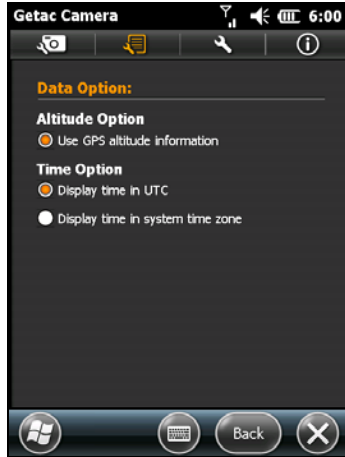 Getac Camera 6:00
Data Option:
Altitude Option
Use GPS altitude information
Time Option
Display time in UTC
Display time in system time zone
Back